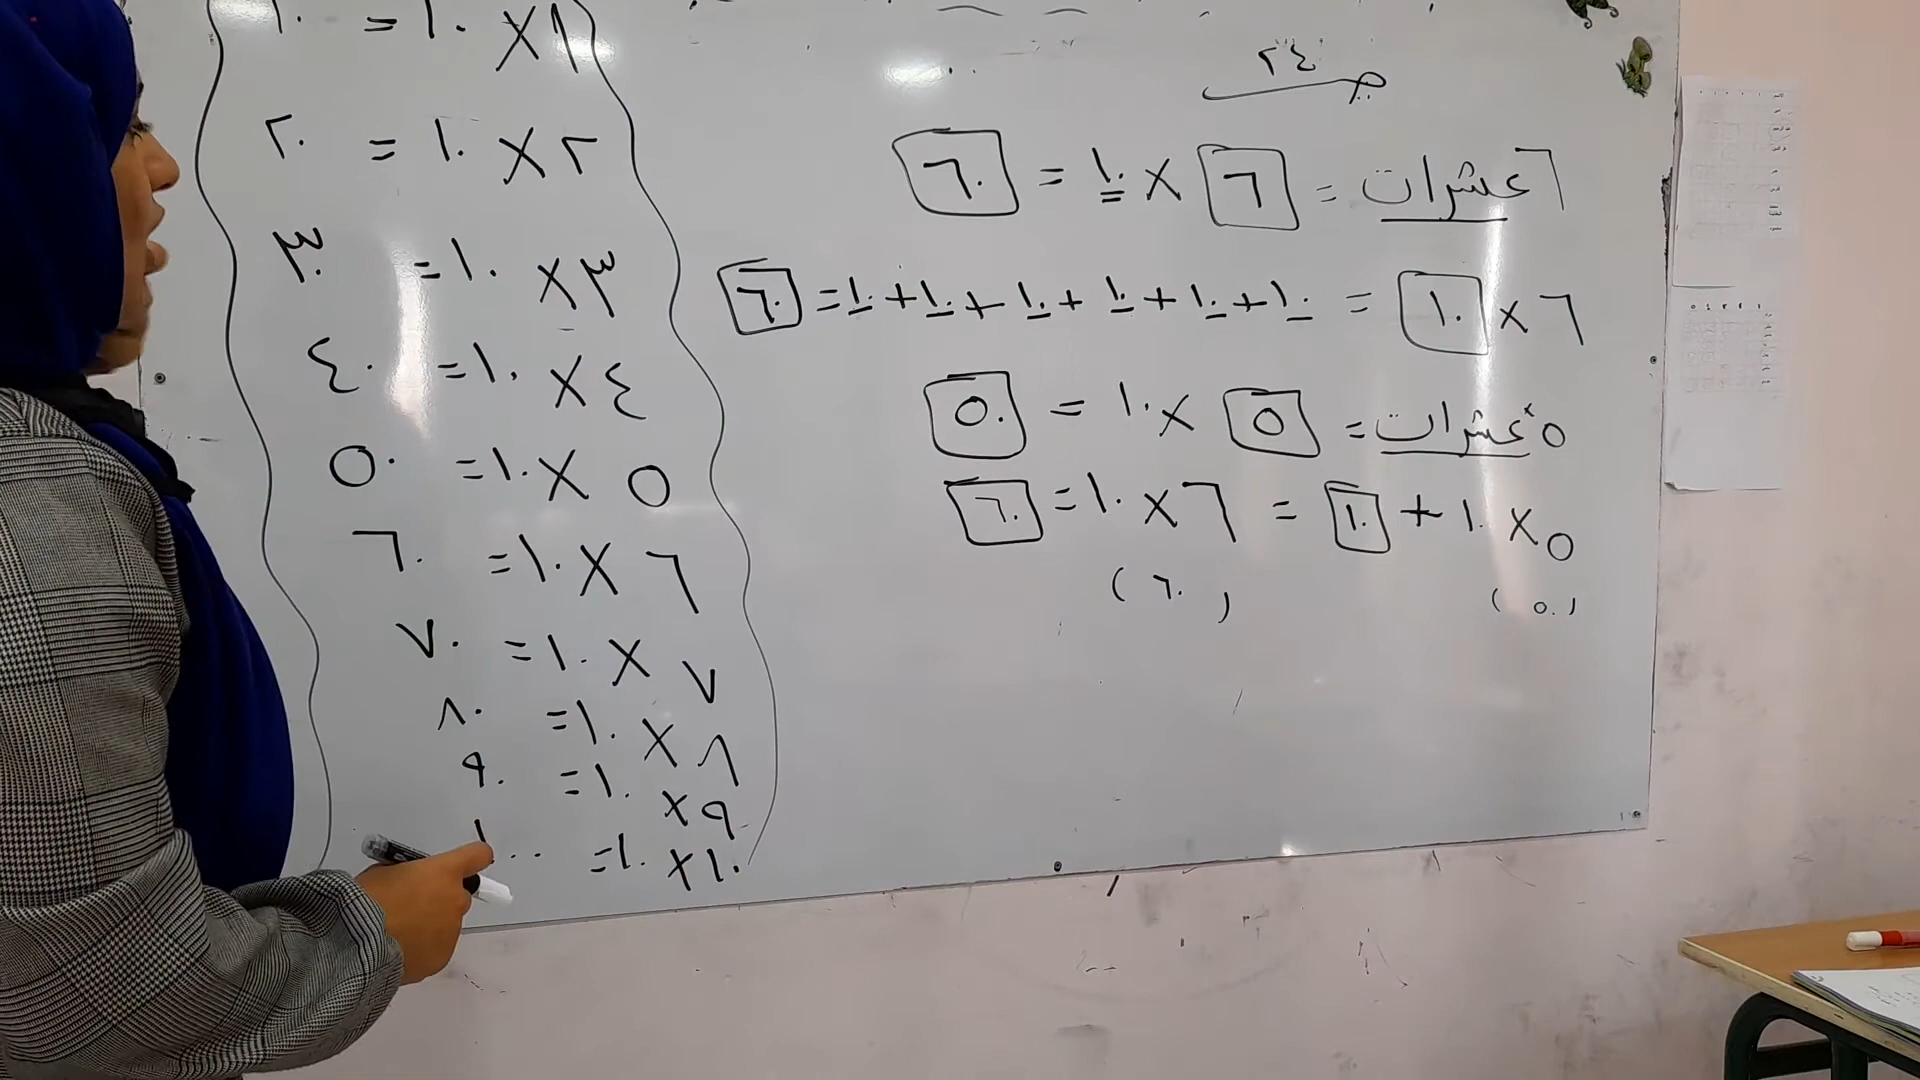 ص ٢٤
٦ عشرات = ٦ × ١٠ = ٦٠
٦ × ١٠ = ١٠ + ١٠ + ١٠ + ١٠ + ١٠ + ١٠ = ٦٠
٥ عشرات = ٥ × ١٠ = ٥٠
٥ × ١٠ + ١٠ = ٦ × ١٠ = ٦٠
(٥٠) (٦٠)
١ × ١٠ = ١٠
٢ × ١٠ = ٢٠
٣ × ١٠ = ٣٠
٤ × ١٠ = ٤٠
٥ × ١٠ = ٥٠
٦ × ١٠ = ٦٠
٧ × ١٠ = ٧٠
٨ × ١٠ = ٨٠
٩ × ١٠ = ٩٠
١٠ × ١٠ = ١٠٠